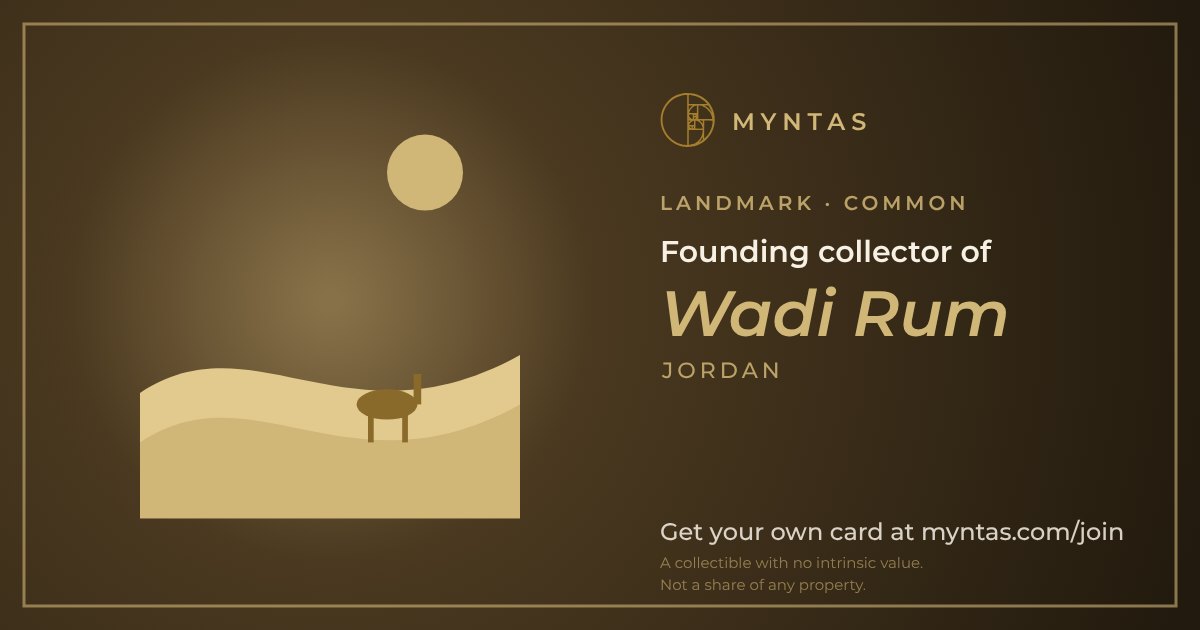 MYNTAS
LANDMARK · COMMON
Founding collector of
Wadi Rum
JORDAN
Get your own card at myntas.com/join
A collectible with no intrinsic value.
Not a share of any property.